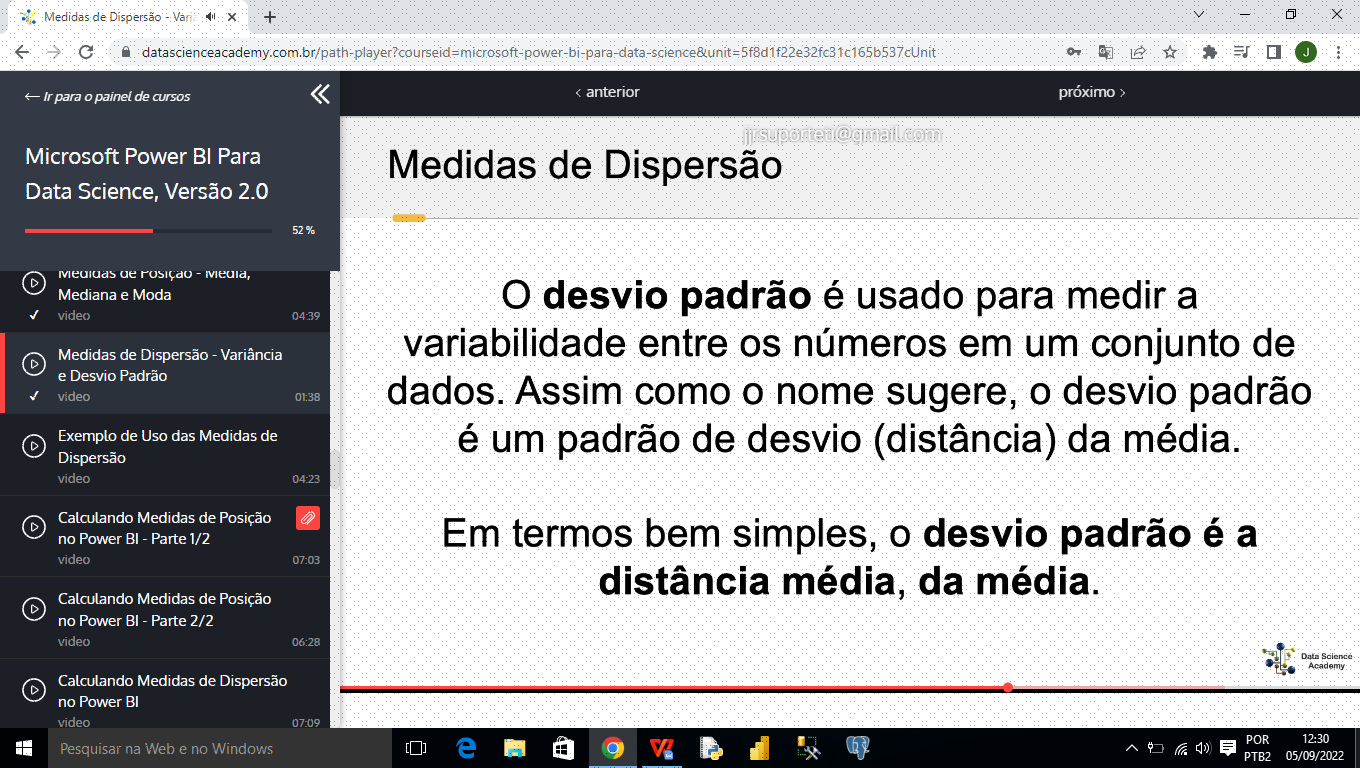 Medidas de Dispersão - Vari
datascienceacademy.com.br/path-player?courseid=microsoft-power-bi-para-data-science&unit=5f8d1f22e32fc31c165b537cUnit
J
← Ir para o painel de cursos
‹ anterior
próximo ›
Microsoft Power BI Para
Data Science, Versão 2.0
52 %
Medidas de Posição - Média,
Mediana e Moda
video 04:39
Medidas de Dispersão - Variância
e Desvio Padrão
video 01:38
Exemplo de Uso das Medidas de
Dispersão
video 04:23
Calculando Medidas de Posição
no Power BI - Parte 1/2
video 07:03
Calculando Medidas de Posição
no Power BI - Parte 2/2
video 06:28
Calculando Medidas de Dispersão
no Power BI
video 07:09
jjrsuporteti@gmail.com
Medidas de Dispersão
O desvio padrão é usado para medir a
variabilidade entre os números em um conjunto de
dados. Assim como o nome sugere, o desvio padrão
é um padrão de desvio (distância) da média.
Em termos bem simples, o desvio padrão é a
distância média, da média.
Data Science
Academy
Pesquisar na Web e no Windows
POR
PTB2
12:30
05/09/2022